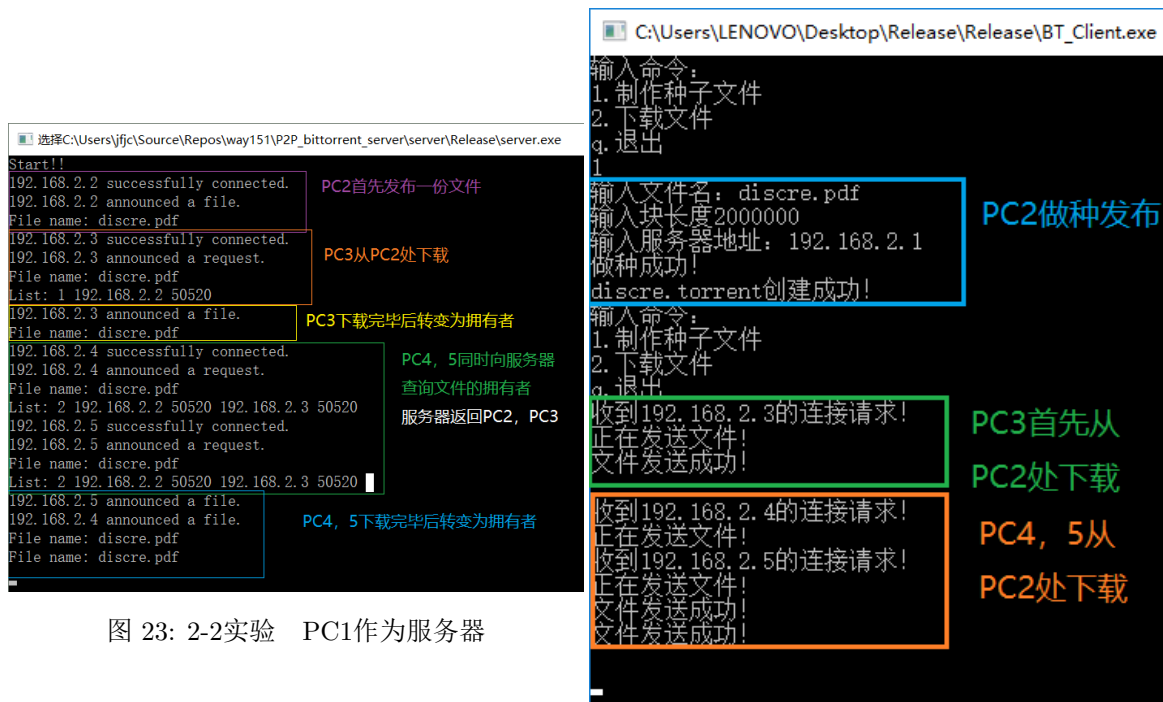 选择C:\Users\jfjc\Source\Repos\way151\P2P_bittorrent_server\server\Release\server.exe
Start!!
192.168.2.2 successfully connected.
192.168.2.2 announced a file.
File name: discre.pdf
PC2首先发布一份文件
192.168.2.3 successfully connected.
192.168.2.3 announced a request.
File name: discre.pdf
List: 1 192.168.2.2 50520
PC3从PC2处下载
192.168.2.3 announced a file.
File name: discre.pdf
PC3下载完毕后转变为拥有者
192.168.2.4 successfully connected.
192.168.2.4 announced a request.
File name: discre.pdf
List: 2 192.168.2.2 50520 192.168.2.3 50520
192.168.2.5 successfully connected.
192.168.2.5 announced a request.
File name: discre.pdf
List: 2 192.168.2.2 50520 192.168.2.3 50520
PC4，5同时向服务器
查询文件的拥有者
服务器返回PC2，PC3
192.168.2.5 announced a file.
192.168.2.4 announced a file.
File name: discre.pdf
File name: discre.pdf
PC4，5下载完毕后转变为拥有者
图 23: 2-2实验 PC1作为服务器
C:\Users\LENOVO\Desktop\Release\Release\BT_Client.exe
输入命令：
1.制作种子文件
2.下载文件
q.退出
1
输入文件名：discre.pdf
输入块长度2000000
输入服务器地址：192.168.2.1
做种成功！
discre.torrent创建成功！
PC2做种发布
输入命令：
1.制作种子文件
2.下载文件
q.退出
收到192.168.2.3的连接请求！
正在发送文件！
文件发送成功！
PC3首先从
PC2处下载
收到192.168.2.4的连接请求！
正在发送文件！
收到192.168.2.5的连接请求！
正在发送文件！
文件发送成功！
文件发送成功！
PC4，5从
PC2处下载